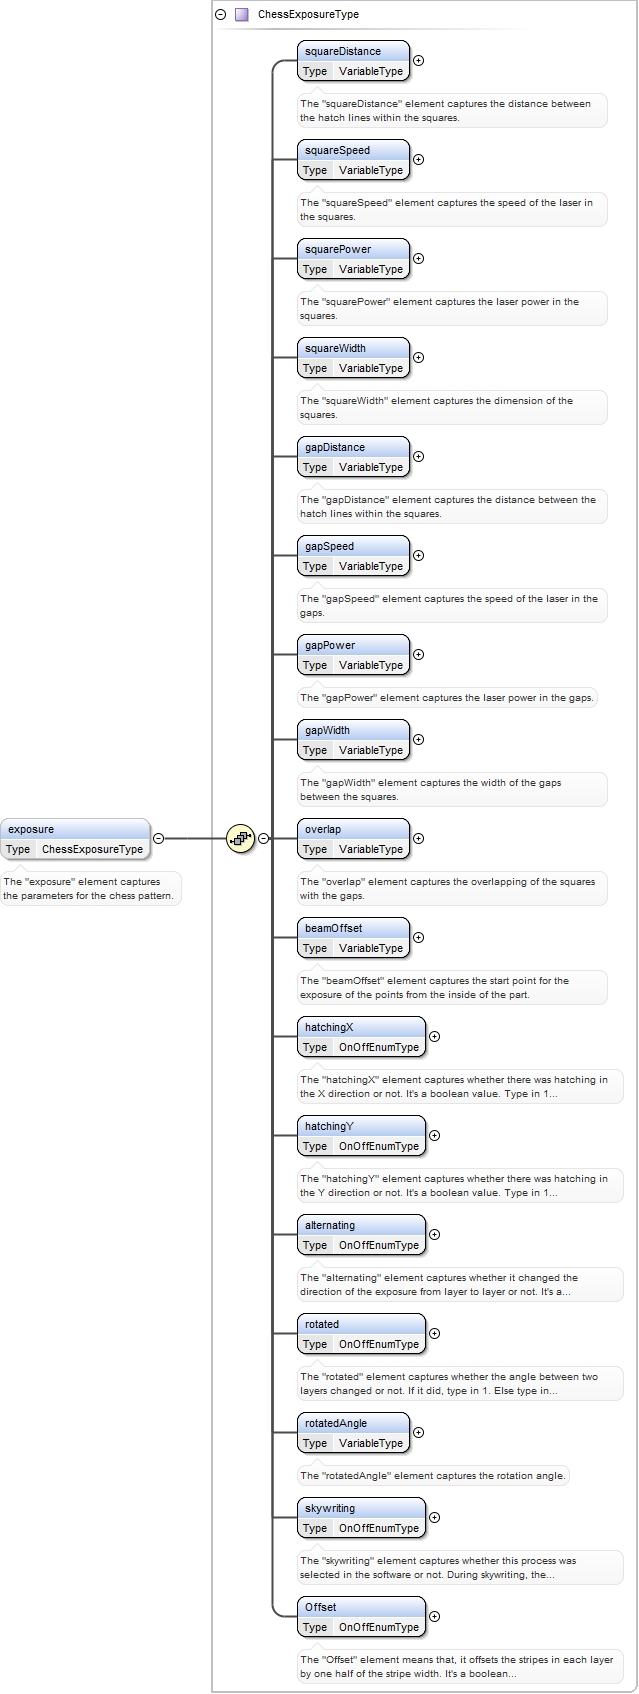 ChessExposureType
squareDistance
Type VariableType
The "squareDistance" element captures the distance between
the hatch lines within the squares.
squareSpeed
Type VariableType
The "squareSpeed" element captures the speed of the laser in
the squares.
squarePower
Type VariableType
The "squarePower" element captures the laser power in the
squares.
squareWidth
Type VariableType
The "squareWidth" element captures the dimension of the
squares.
gapDistance
Type VariableType
The "gapDistance" element captures the distance between the
hatch lines within the squares.
gapSpeed
Type VariableType
The "gapSpeed" element captures the speed of the laser in the
gaps.
gapPower
Type VariableType
The "gapPower" element captures the laser power in the gaps.
gapWidth
Type VariableType
The "gapWidth" element captures the width of the gaps
between the squares.
exposure
Type ChessExposureType
The "exposure" element captures
the parameters for the chess pattern.
overlap
Type VariableType
The "overlap" element captures the overlapping of the squares
with the gaps.
beamOffset
Type VariableType
The "beamOffset" element captures the start point for the
exposure of the points from the inside of the part.
hatchingX
Type OnOffEnumType
The "hatchingX" element captures whether there was hatching in
the X direction or not. It's a boolean value. Type in 1...
hatchingY
Type OnOffEnumType
The "hatchingY" element captures whether there was hatching in
the Y direction or not. It's a boolean value. Type in 1...
alternating
Type OnOffEnumType
The "alternating" element captures whether it changed the
direction of the exposure from layer to layer or not. It's a...
rotated
Type OnOffEnumType
The "rotated" element captures whether the angle between two
layers changed or not. If it did, type in 1. Else type in...
rotatedAngle
Type VariableType
The "rotatedAngle" element captures the rotation angle.
skywriting
Type OnOffEnumType
The "skywriting" element captures whether this process was
selected in the software or not. During skywriting, the...
Offset
Type OnOffEnumType
The "Offset" element means that, it offsets the stripes in each layer
by one half of the stripe width. It's a boolean...